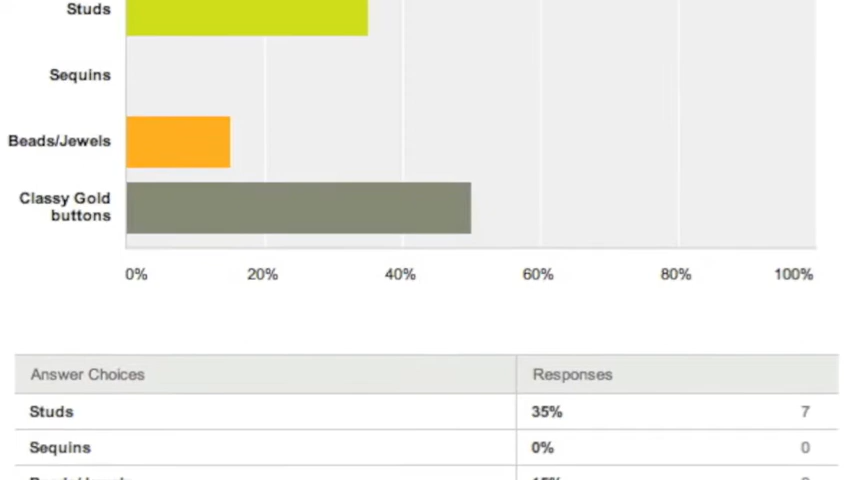 Studs
Sequins
Beads/Jewels
Classy Gold
buttons
0% 20% 40% 60% 80% 100%
Answer Choices Responses
Studs 35% 7
Sequins 0% 0